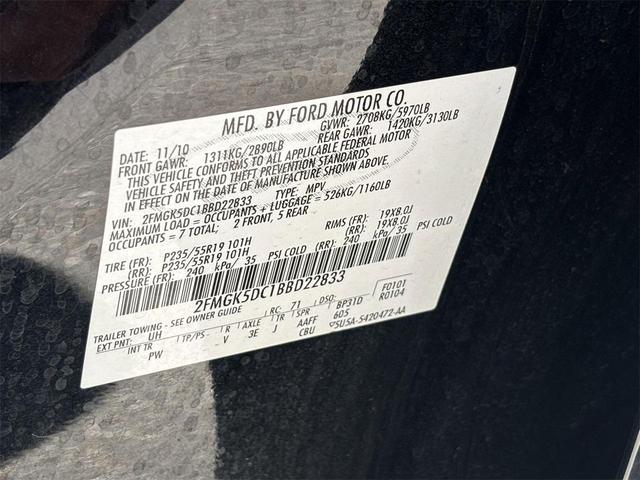 MFD. BY FORD MOTOR CO.
DATE: 11/10 GVWR: 2708KG/5970LB
FRONT GAWR: 1311KG/2890LB REAR GAWR: 1420KG/3130LB
THIS VEHICLE CONFORMS TO ALL APPLICABLE FEDERAL MOTOR
VEHICLE SAFETY AND THEFT PREVENTION STANDARDS
IN EFFECT ON THE DATE OF MANUFACTURE SHOWN ABOVE.
VIN: 2FMGK5DC1BBD22833 TYPE: MPV
MAXIMUM LOAD = OCCUPANTS + LUGGAGE = 526KG/1160LB
OCCUPANTS = 7 TOTAL; 2 FRONT, 5 REAR
TIRE (FR): P235/55R19 101H RIMS (FR): 19X8.0J
(RR): P235/55R19 101H (RR): 19X8.0J
PRESSURE (FR): 240 kPa/35 PSI COLD (RR): 240 kPa/35 PSI COLD
2FMGK5DC1BBD22833
TRAILER TOWING - SEE OWNER GUIDE RC: 71 DSO: F0101
EXT PNT: UH BP31D R0104
INT TR TP/PS R AXLE TR SPR 605
PW - V 3E J AAFF
CBU ▽5U5A-5420472-AA